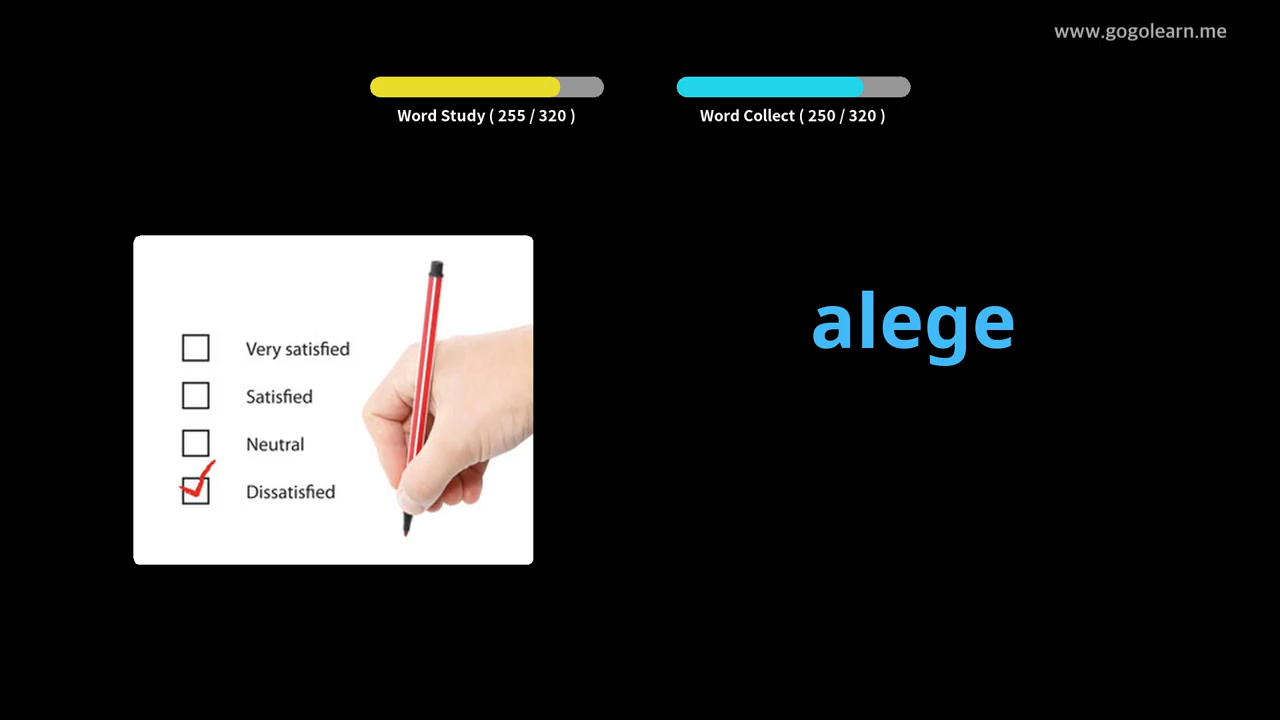 www.gogolearn.me
Word Study ( 255 / 320 )
Word Collect ( 250 / 320 )
alege
Very satisfied
Satisfied
Neutral
Dissatisfied